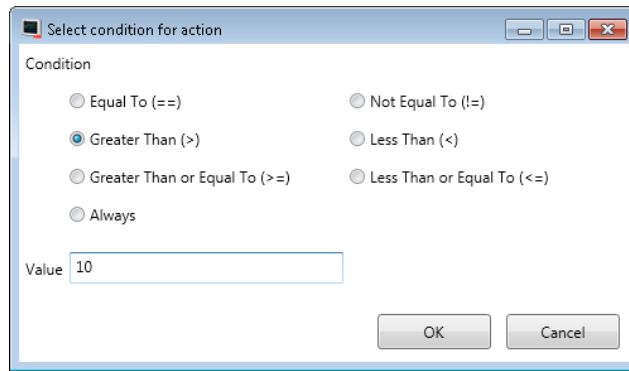 Select condition for action
Condition
Equal To (==) Not Equal To (!=)
Greater Than (>) Less Than (<)
Greater Than or Equal To (>=) Less Than or Equal To (<=)
Always
Value 10
OK Cancel